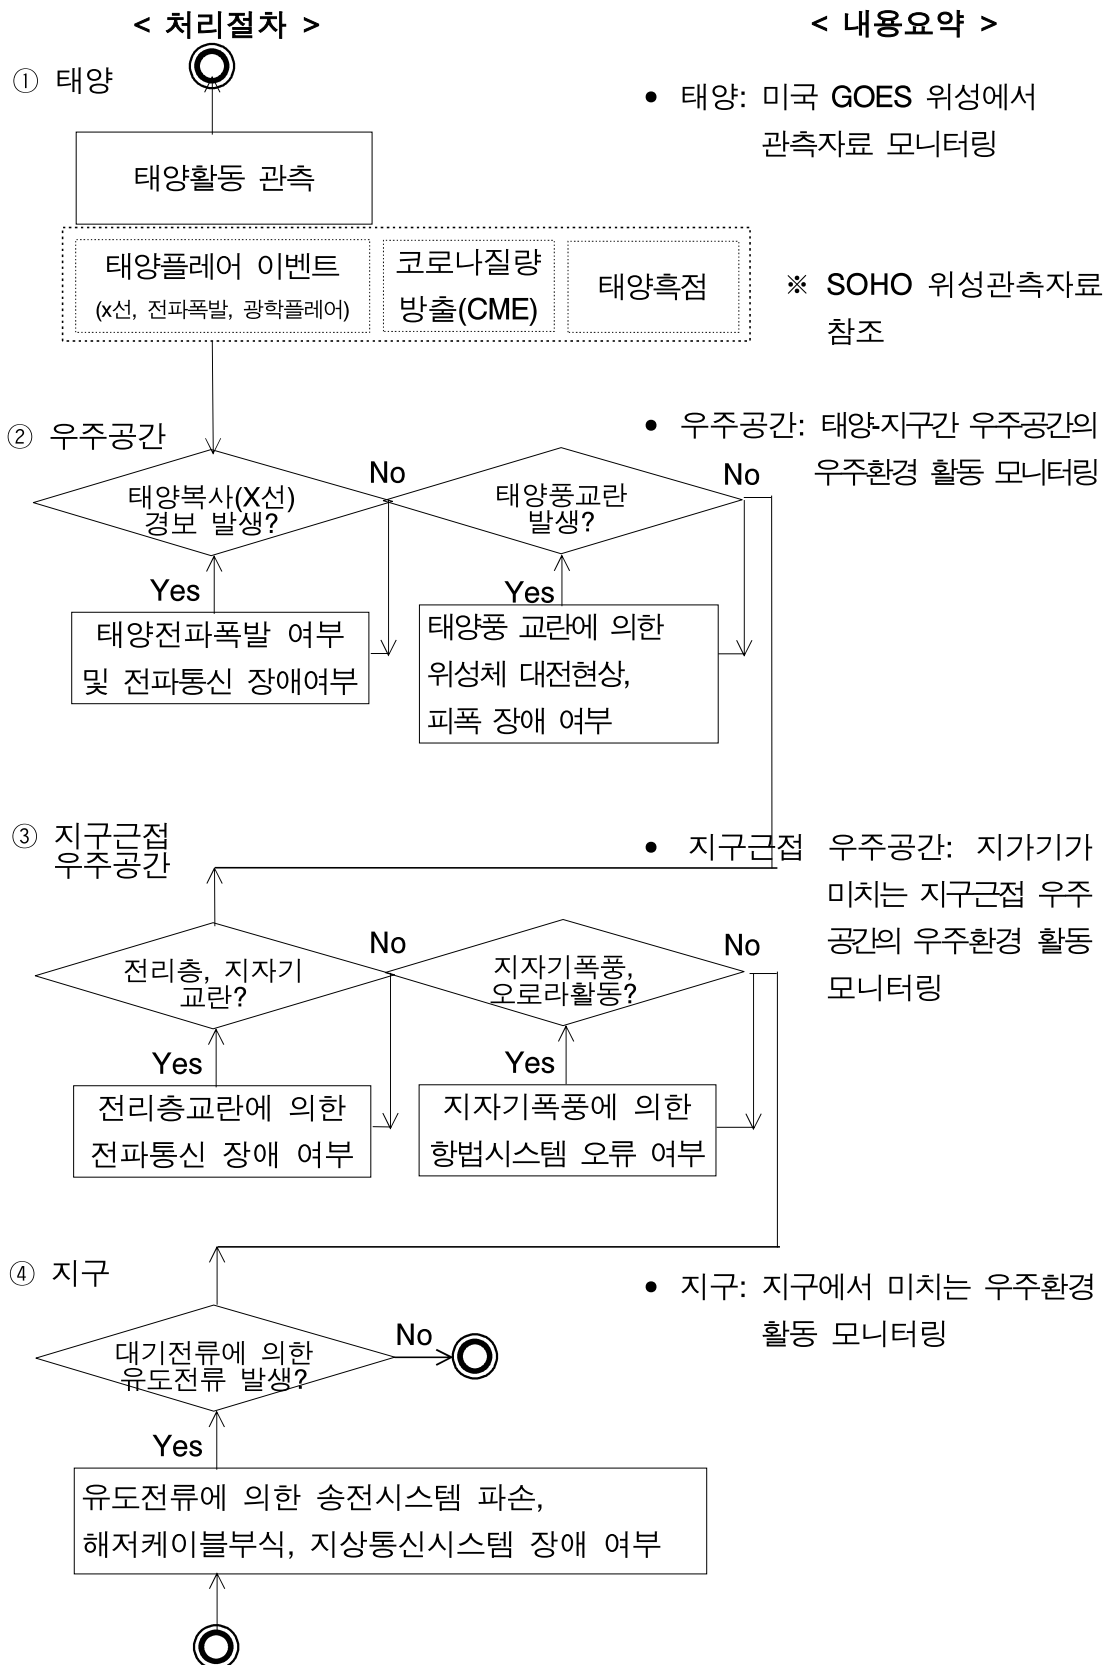 < 처리절차 >
< 내용요약 >
① 태양
• 태양: 미국 GOES 위성에서
관측자료 모니터링
태양활동 관측
태양플레어 이벤트
(x선, 전파폭발, 광학플레어)
코로나질량
방출(CME)
태양흑점
※ SOHO 위성관측자료
참조
② 우주공간
• 우주공간: 태양-지구간 우주공간의
우주환경 활동 모니터링
태양복사(X선)
경보 발생?
No
태양풍교란
발생?
No
Yes
Yes
태양전파폭발 여부
및 전파통신 장애여부
태양풍 교란에 의한
위성체 대전현상,
피폭 장애 여부
③ 지구근접
우주공간
• 지구근접 우주공간: 지가기가
미치는 지구근접 우주
공간의 우주환경 활동
모니터링
전리층, 지자기
교란?
No
지자기폭풍,
오로라활동?
No
Yes
Yes
전리층교란에 의한
전파통신 장애 여부
지자기폭풍에 의한
항법시스템 오류 여부
④ 지구
• 지구: 지구에서 미치는 우주환경
활동 모니터링
대기전류에 의한
유도전류 발생?
No
Yes
유도전류에 의한 송전시스템 파손,
해저케이블부식, 지상통신시스템 장애 여부